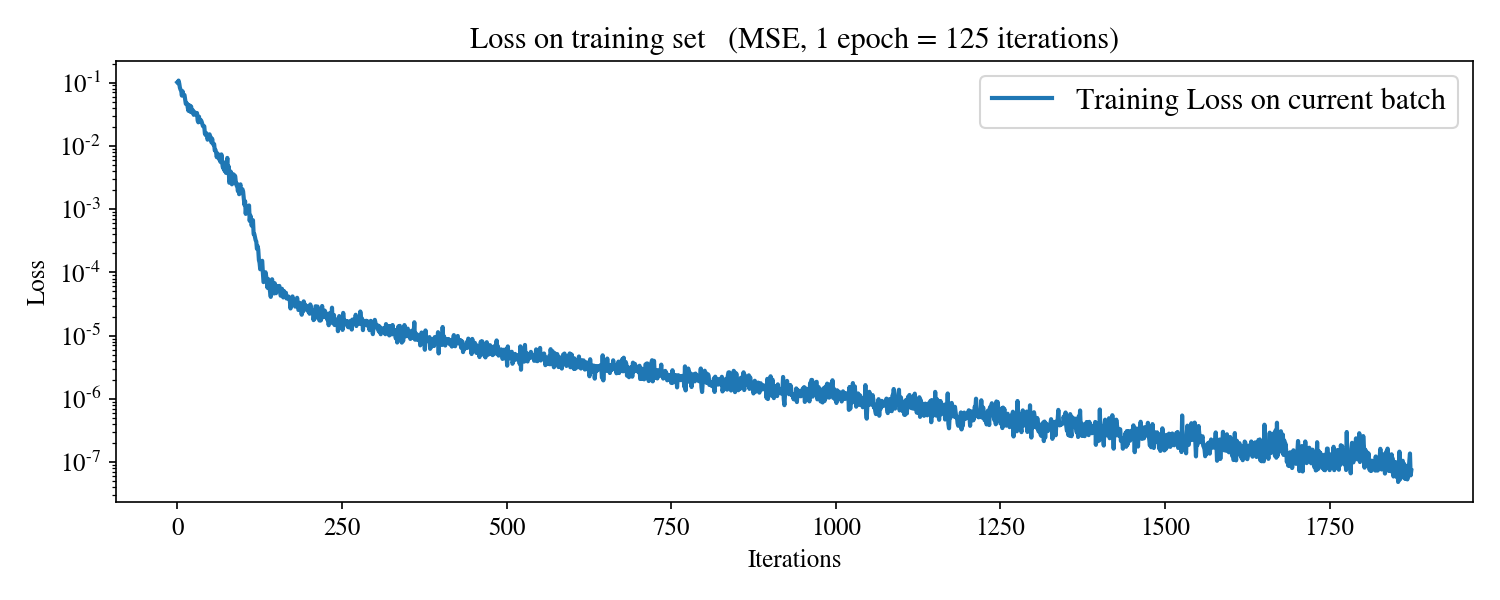 Loss on training set   (MSE, 1 epoch = 125 iterations)
Training Loss on current batch
Loss
10⁻¹
10⁻²
10⁻³
10⁻⁴
10⁻⁵
10⁻⁶
10⁻⁷
0 250 500 750 1000 1250 1500 1750
Iterations